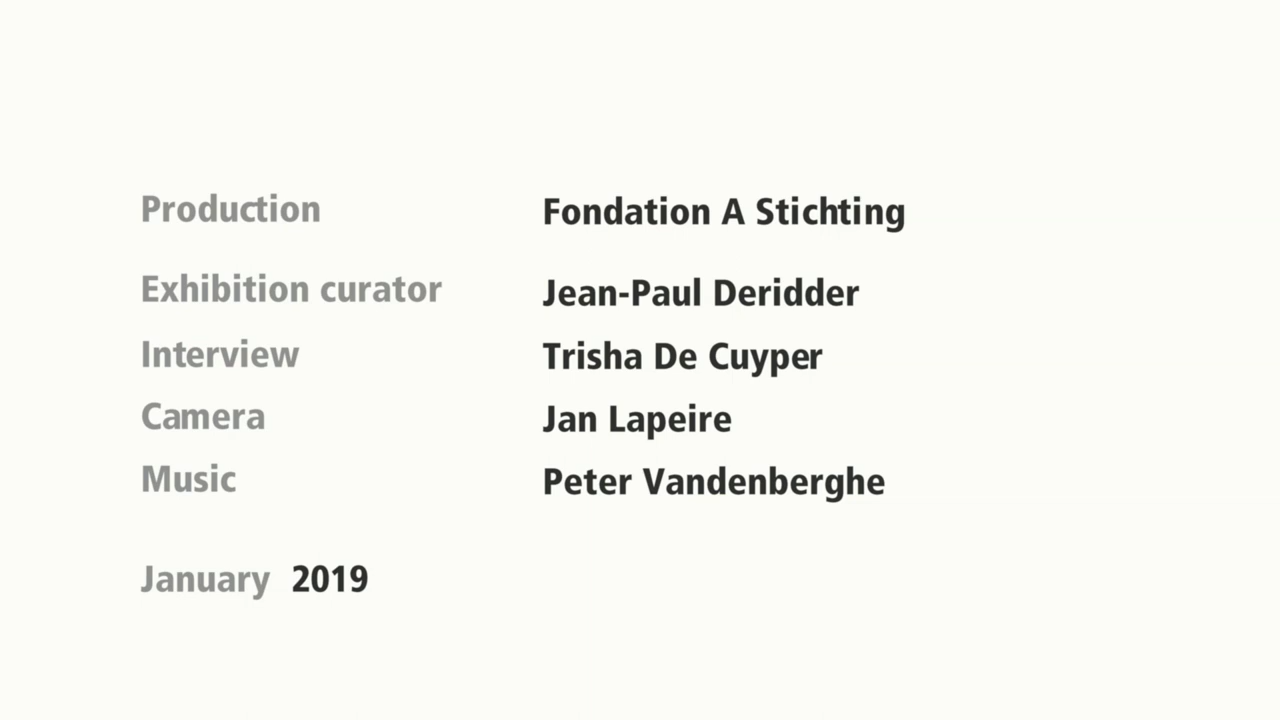 Production Fondation A Stichting
Exhibition curator Jean-Paul Deridder
Interview Trisha De Cuyper
Camera Jan Lapeire
Music Peter Vandenberghe
January 2019